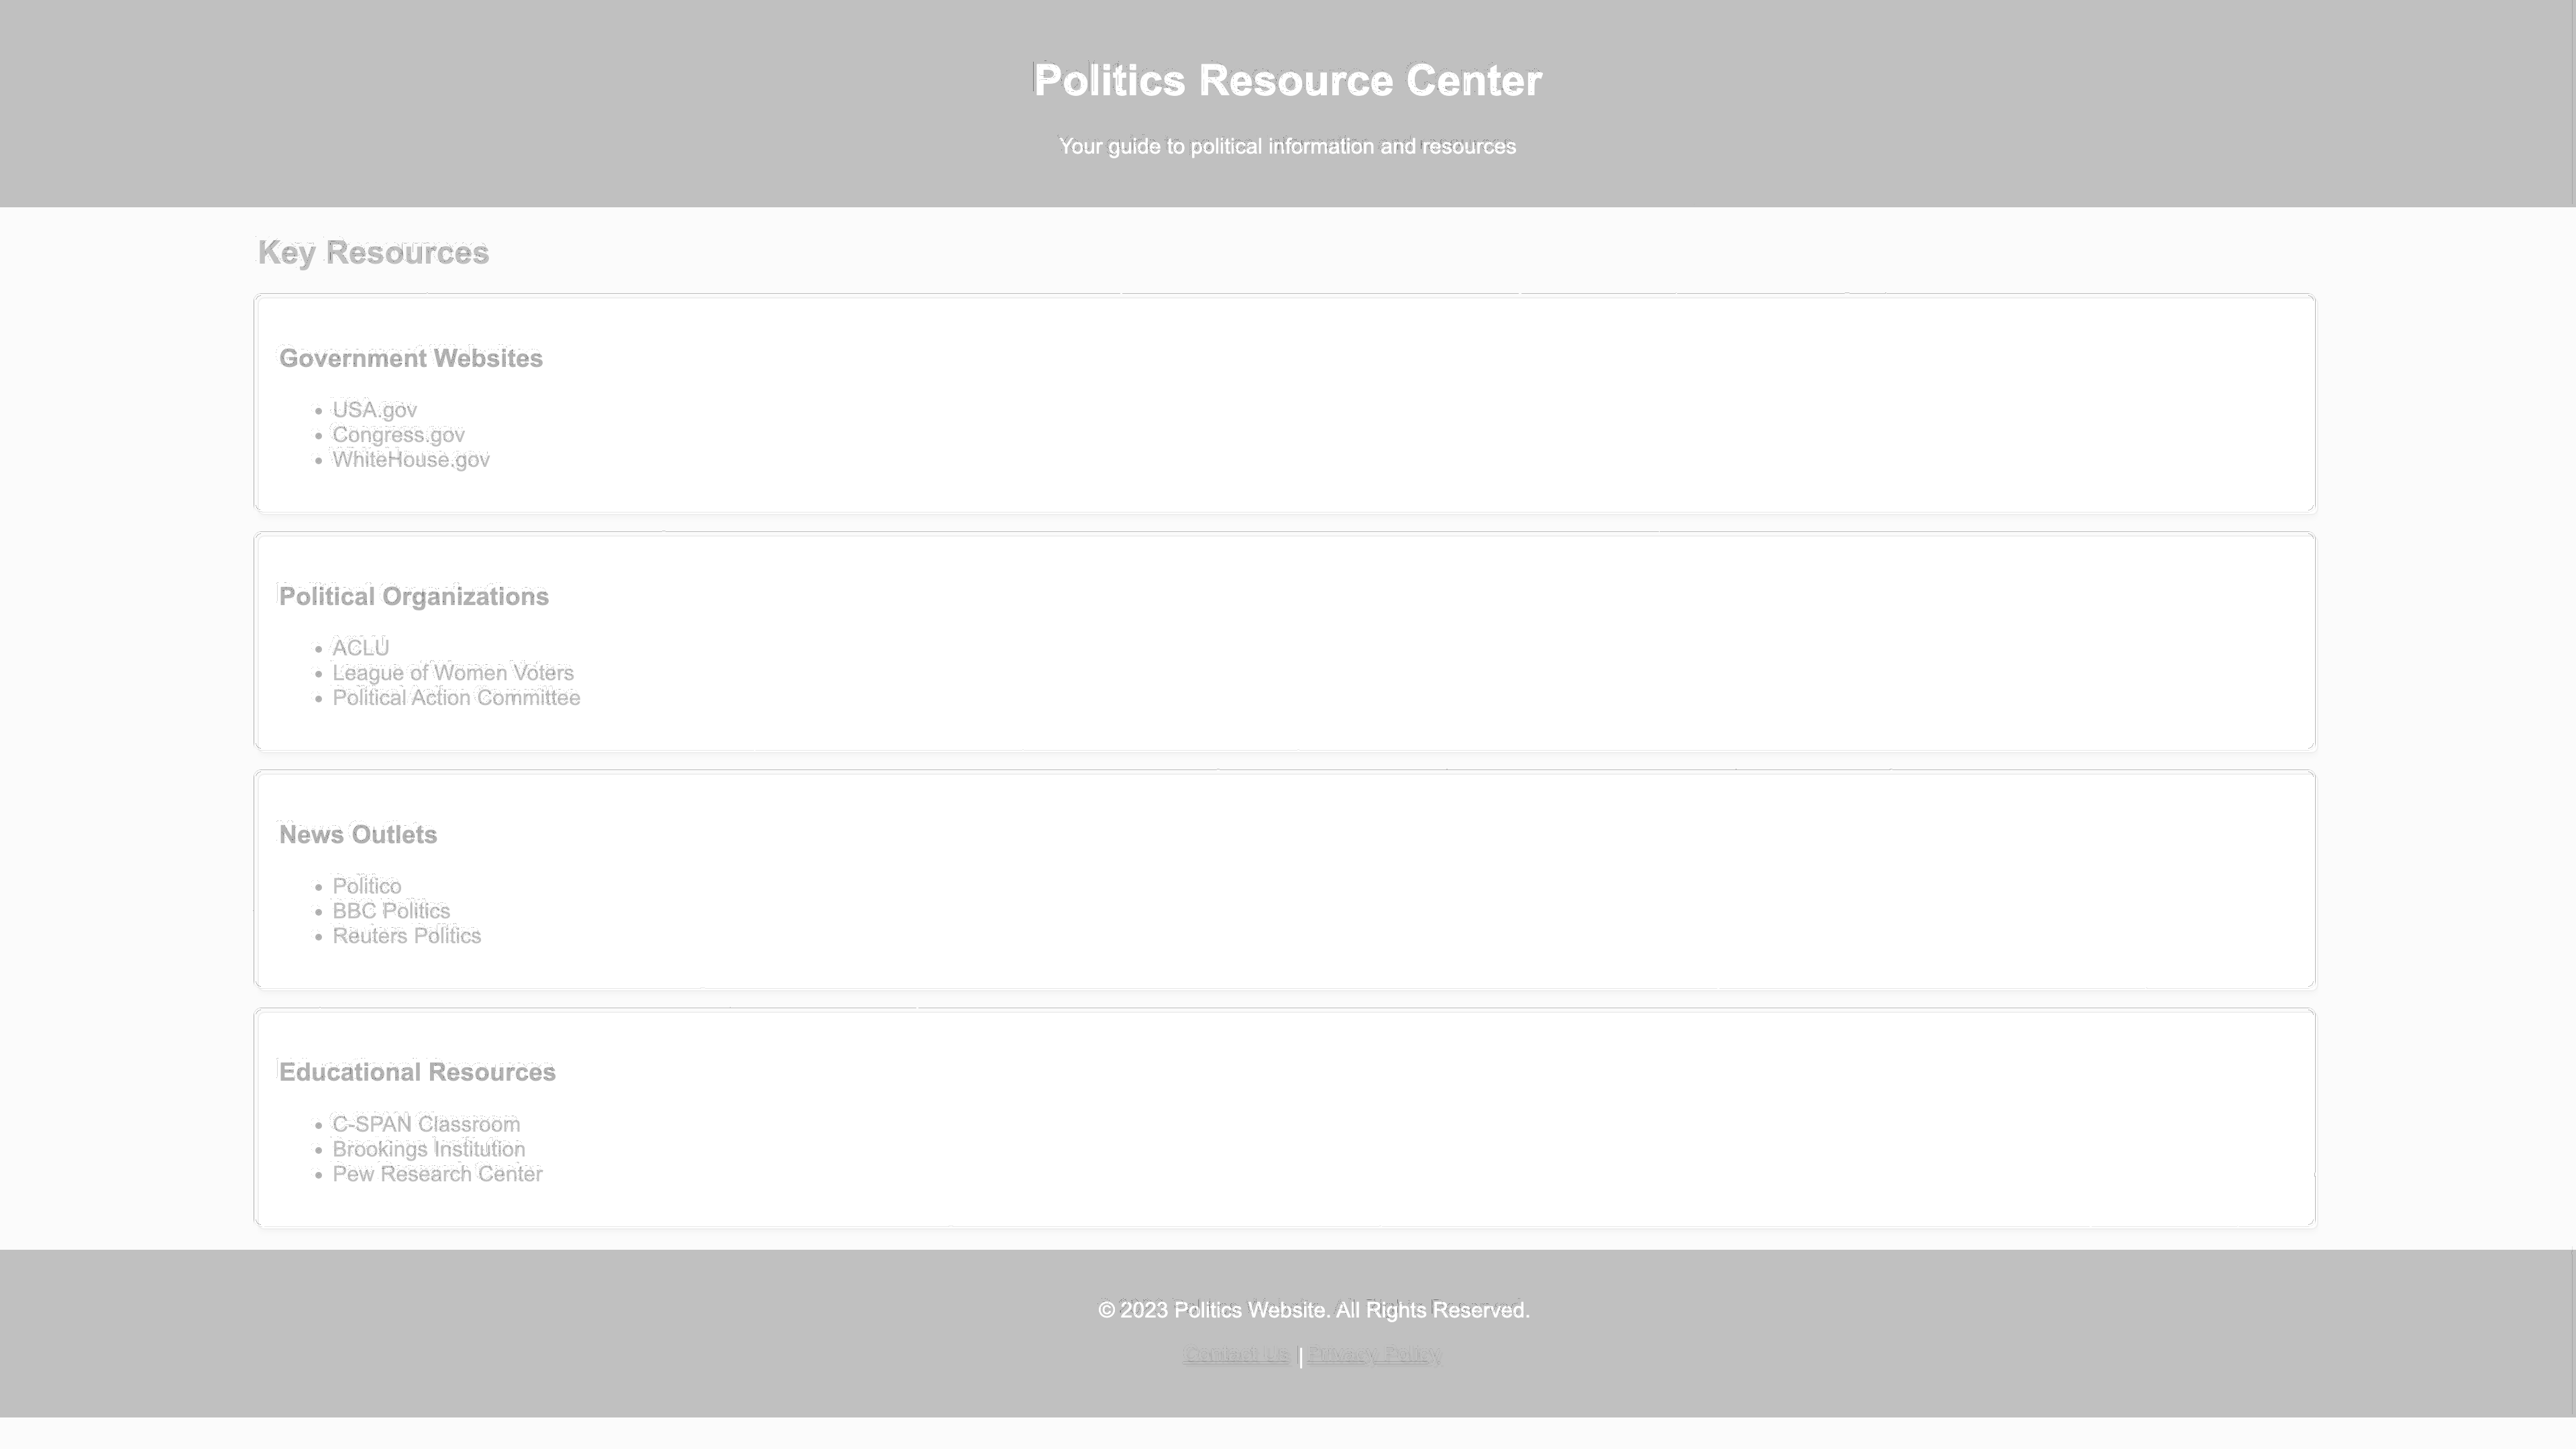 Politics Resource Center
Your guide to political information and resources
Key Resources
Government Websites
• USA.gov
• Congress.gov
• WhiteHouse.gov
Political Organizations
• ACLU
• League of Women Voters
• Political Action Committee
News Outlets
• Politico
• BBC Politics
• Reuters Politics
Educational Resources
• C-SPAN Classroom
• Brookings Institution
• Pew Research Center
© 2023 Politics Website. All Rights Reserved.
Contact Us | Privacy Policy